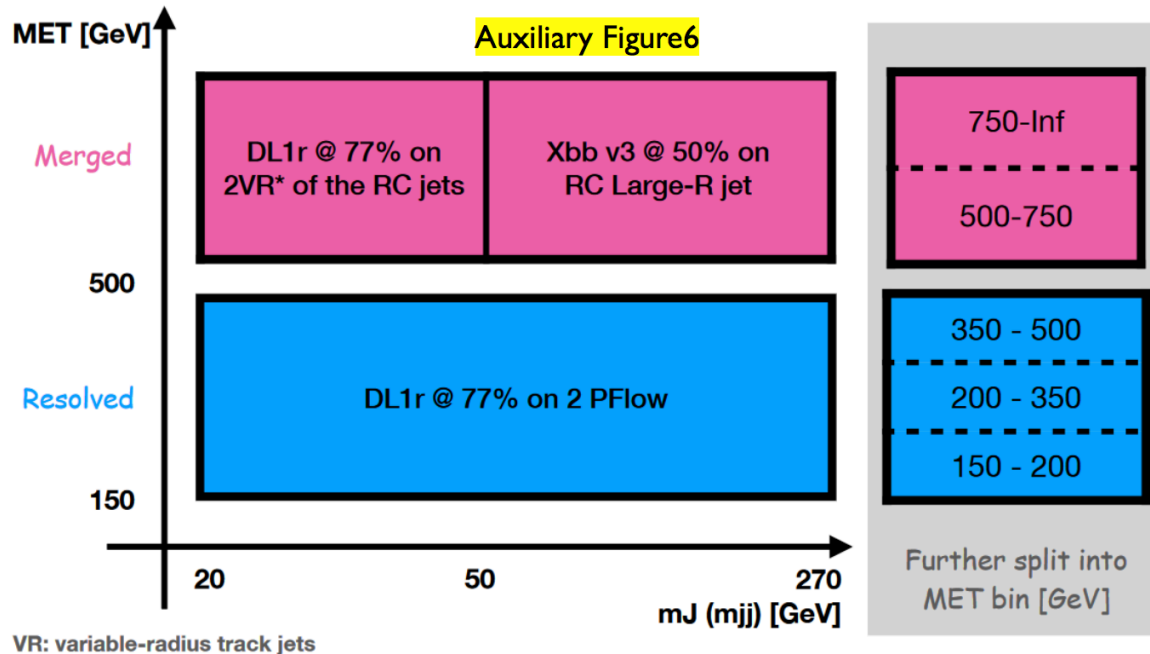 MET [GeV]
Auxiliary Figure6
Merged
DL1r @ 77% on
2VR* of the RC jets
Xbb v3 @ 50% on
RC Large-R jet
750-Inf
500-750
500
Resolved
DL1r @ 77% on 2 PFlow
350 - 500
200 - 350
150 - 200
150
20
50
270
mJ (mjj) [GeV]
Further split into
MET bin [GeV]
VR: variable-radius track jets